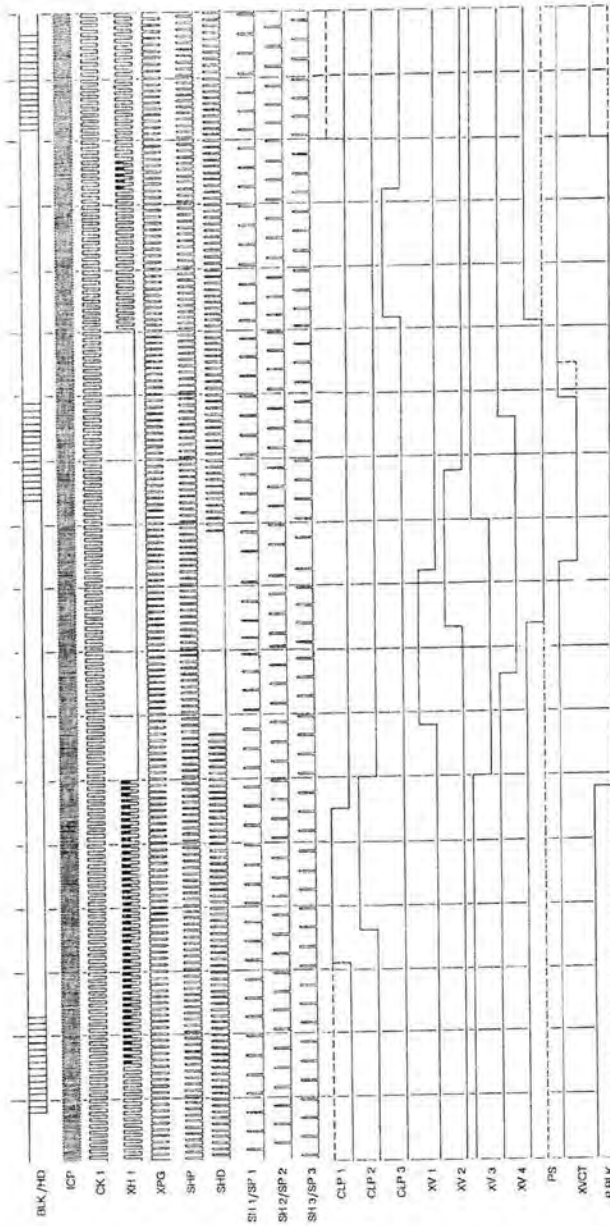 BLK/HD
ICP
CK 1
XH 1
XPG
SHP
SHD
SH 1/SP 1
SH 2/SP 2
SH 3/SP 3
CLP 1
CLP 2
CLP 3
XV 1
XV 2
XV 3
XV 4
PS
XVCT
P.BLK